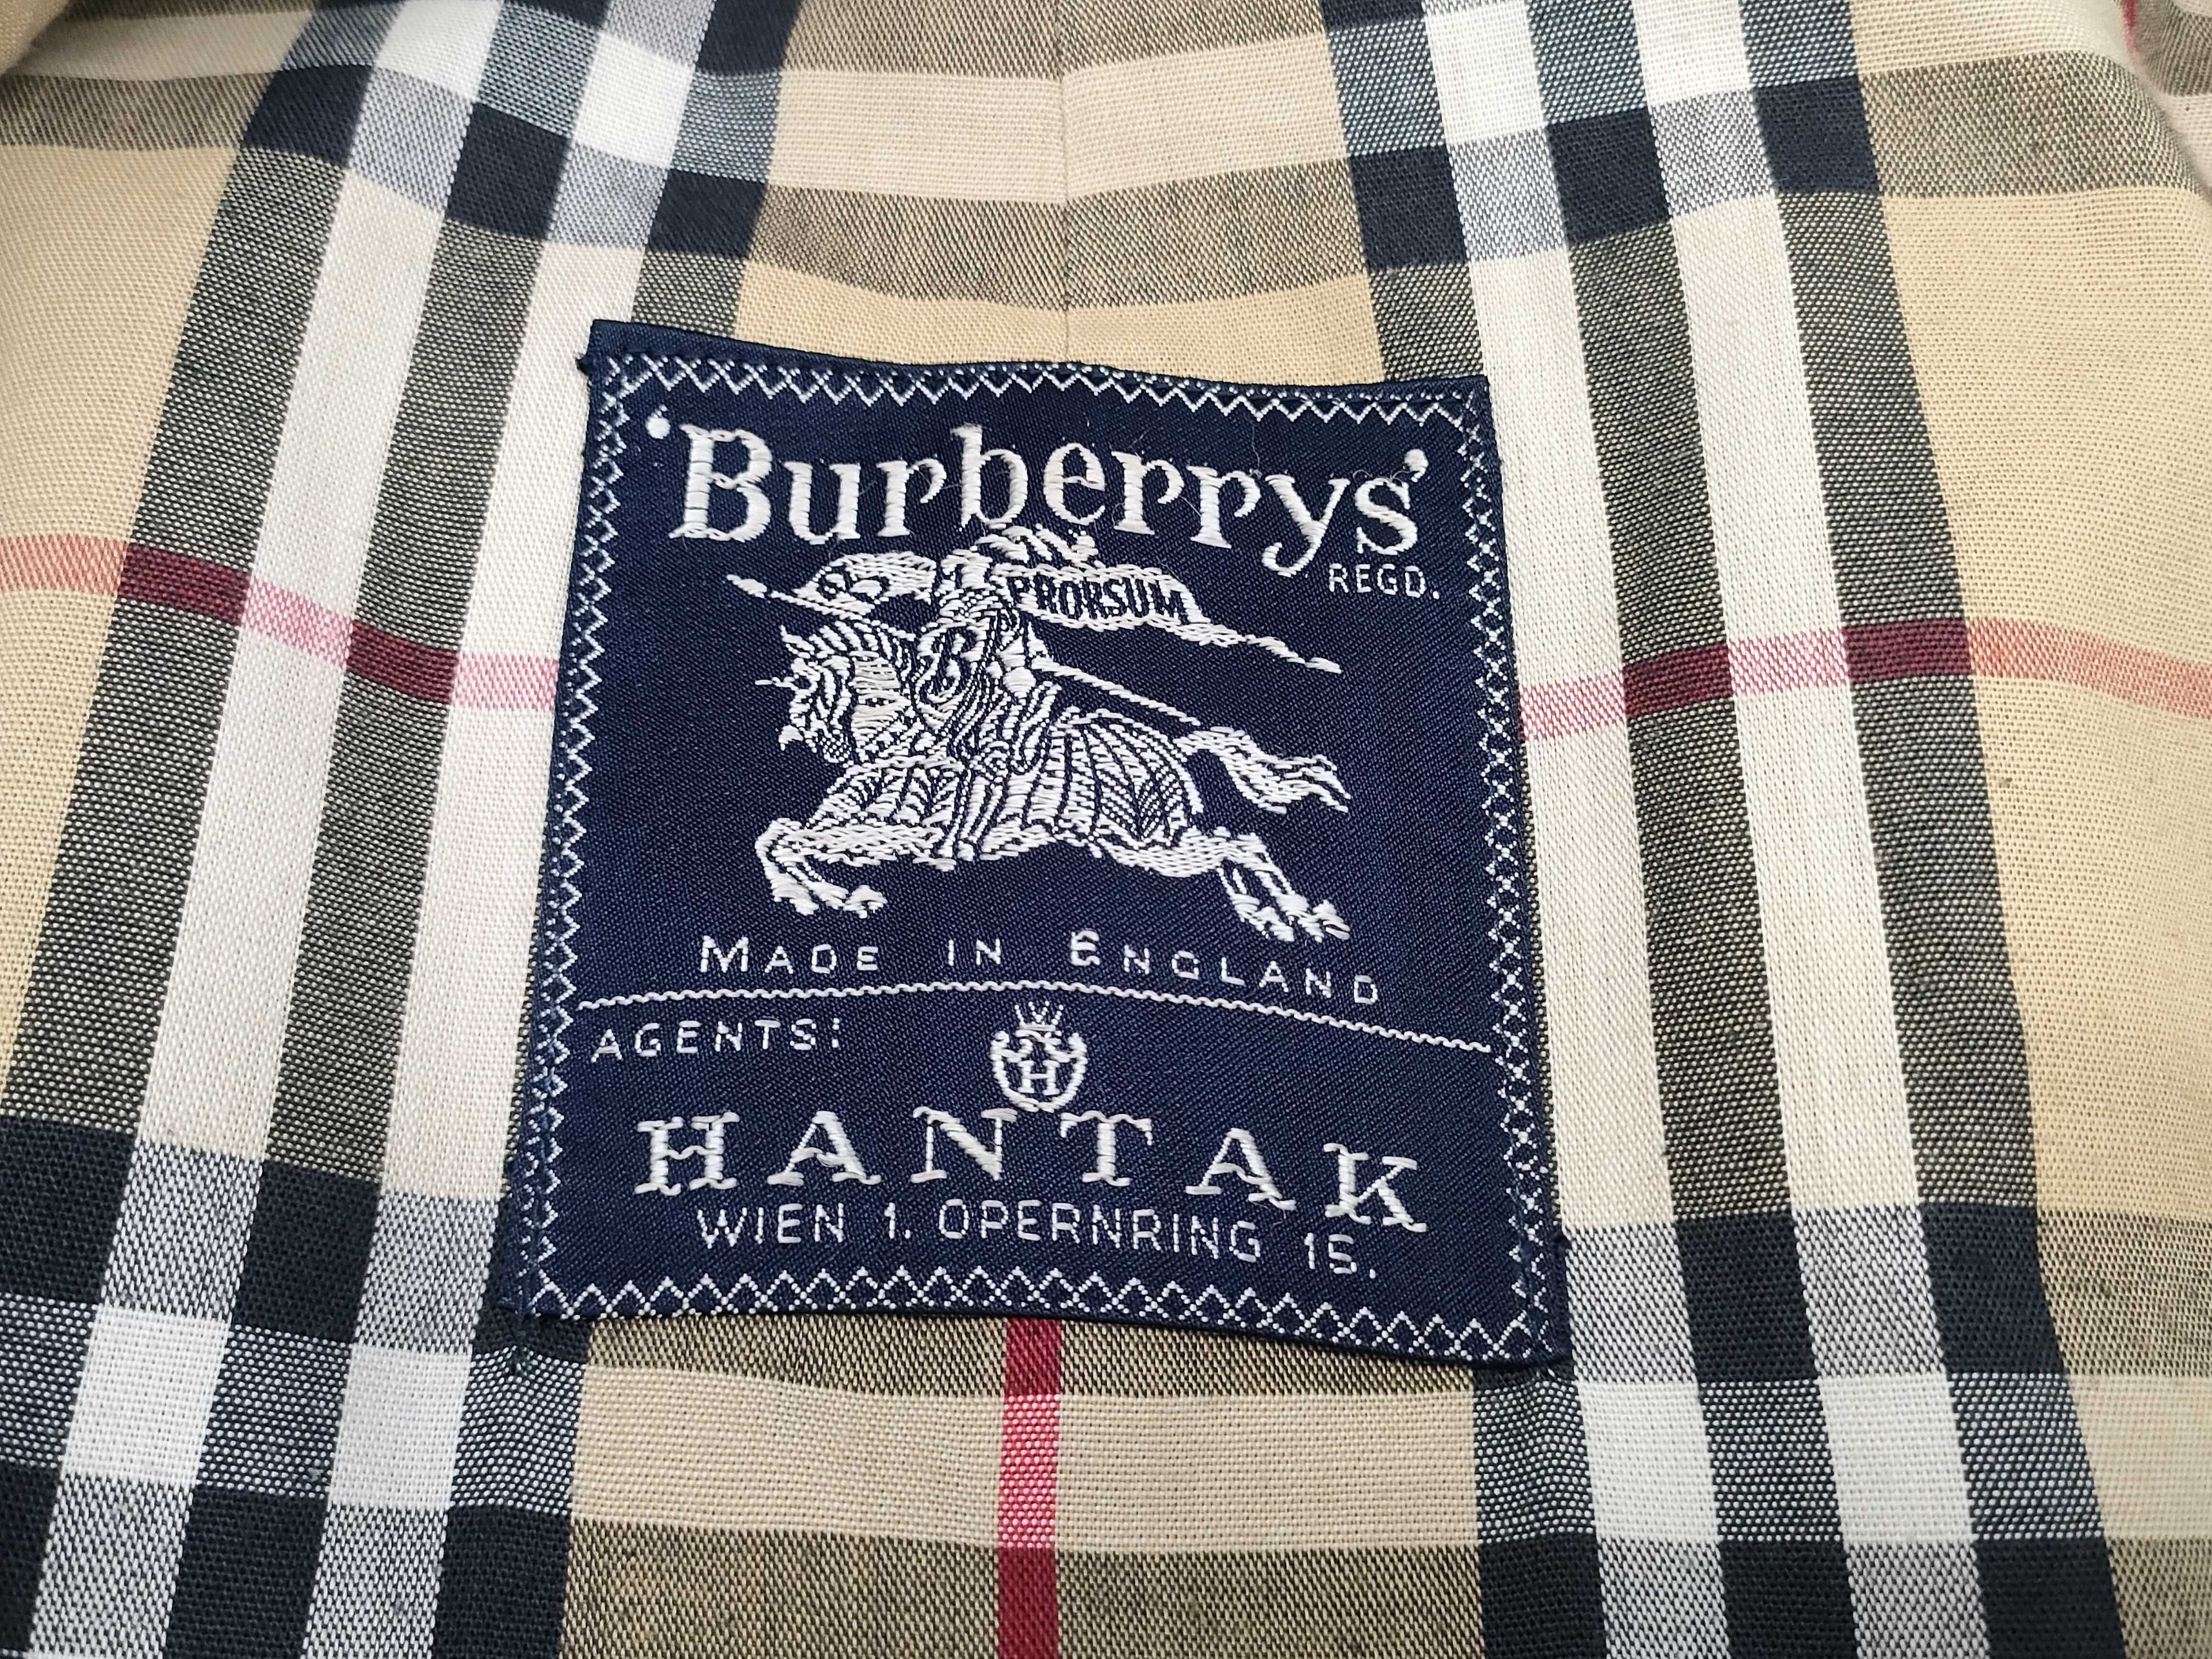 'Burberrys'
REGD.
PRORSUM
B
MADE IN ENGLAND
AGENTS:
H
HANTAK
WIEN 1. OPERNRING 15.